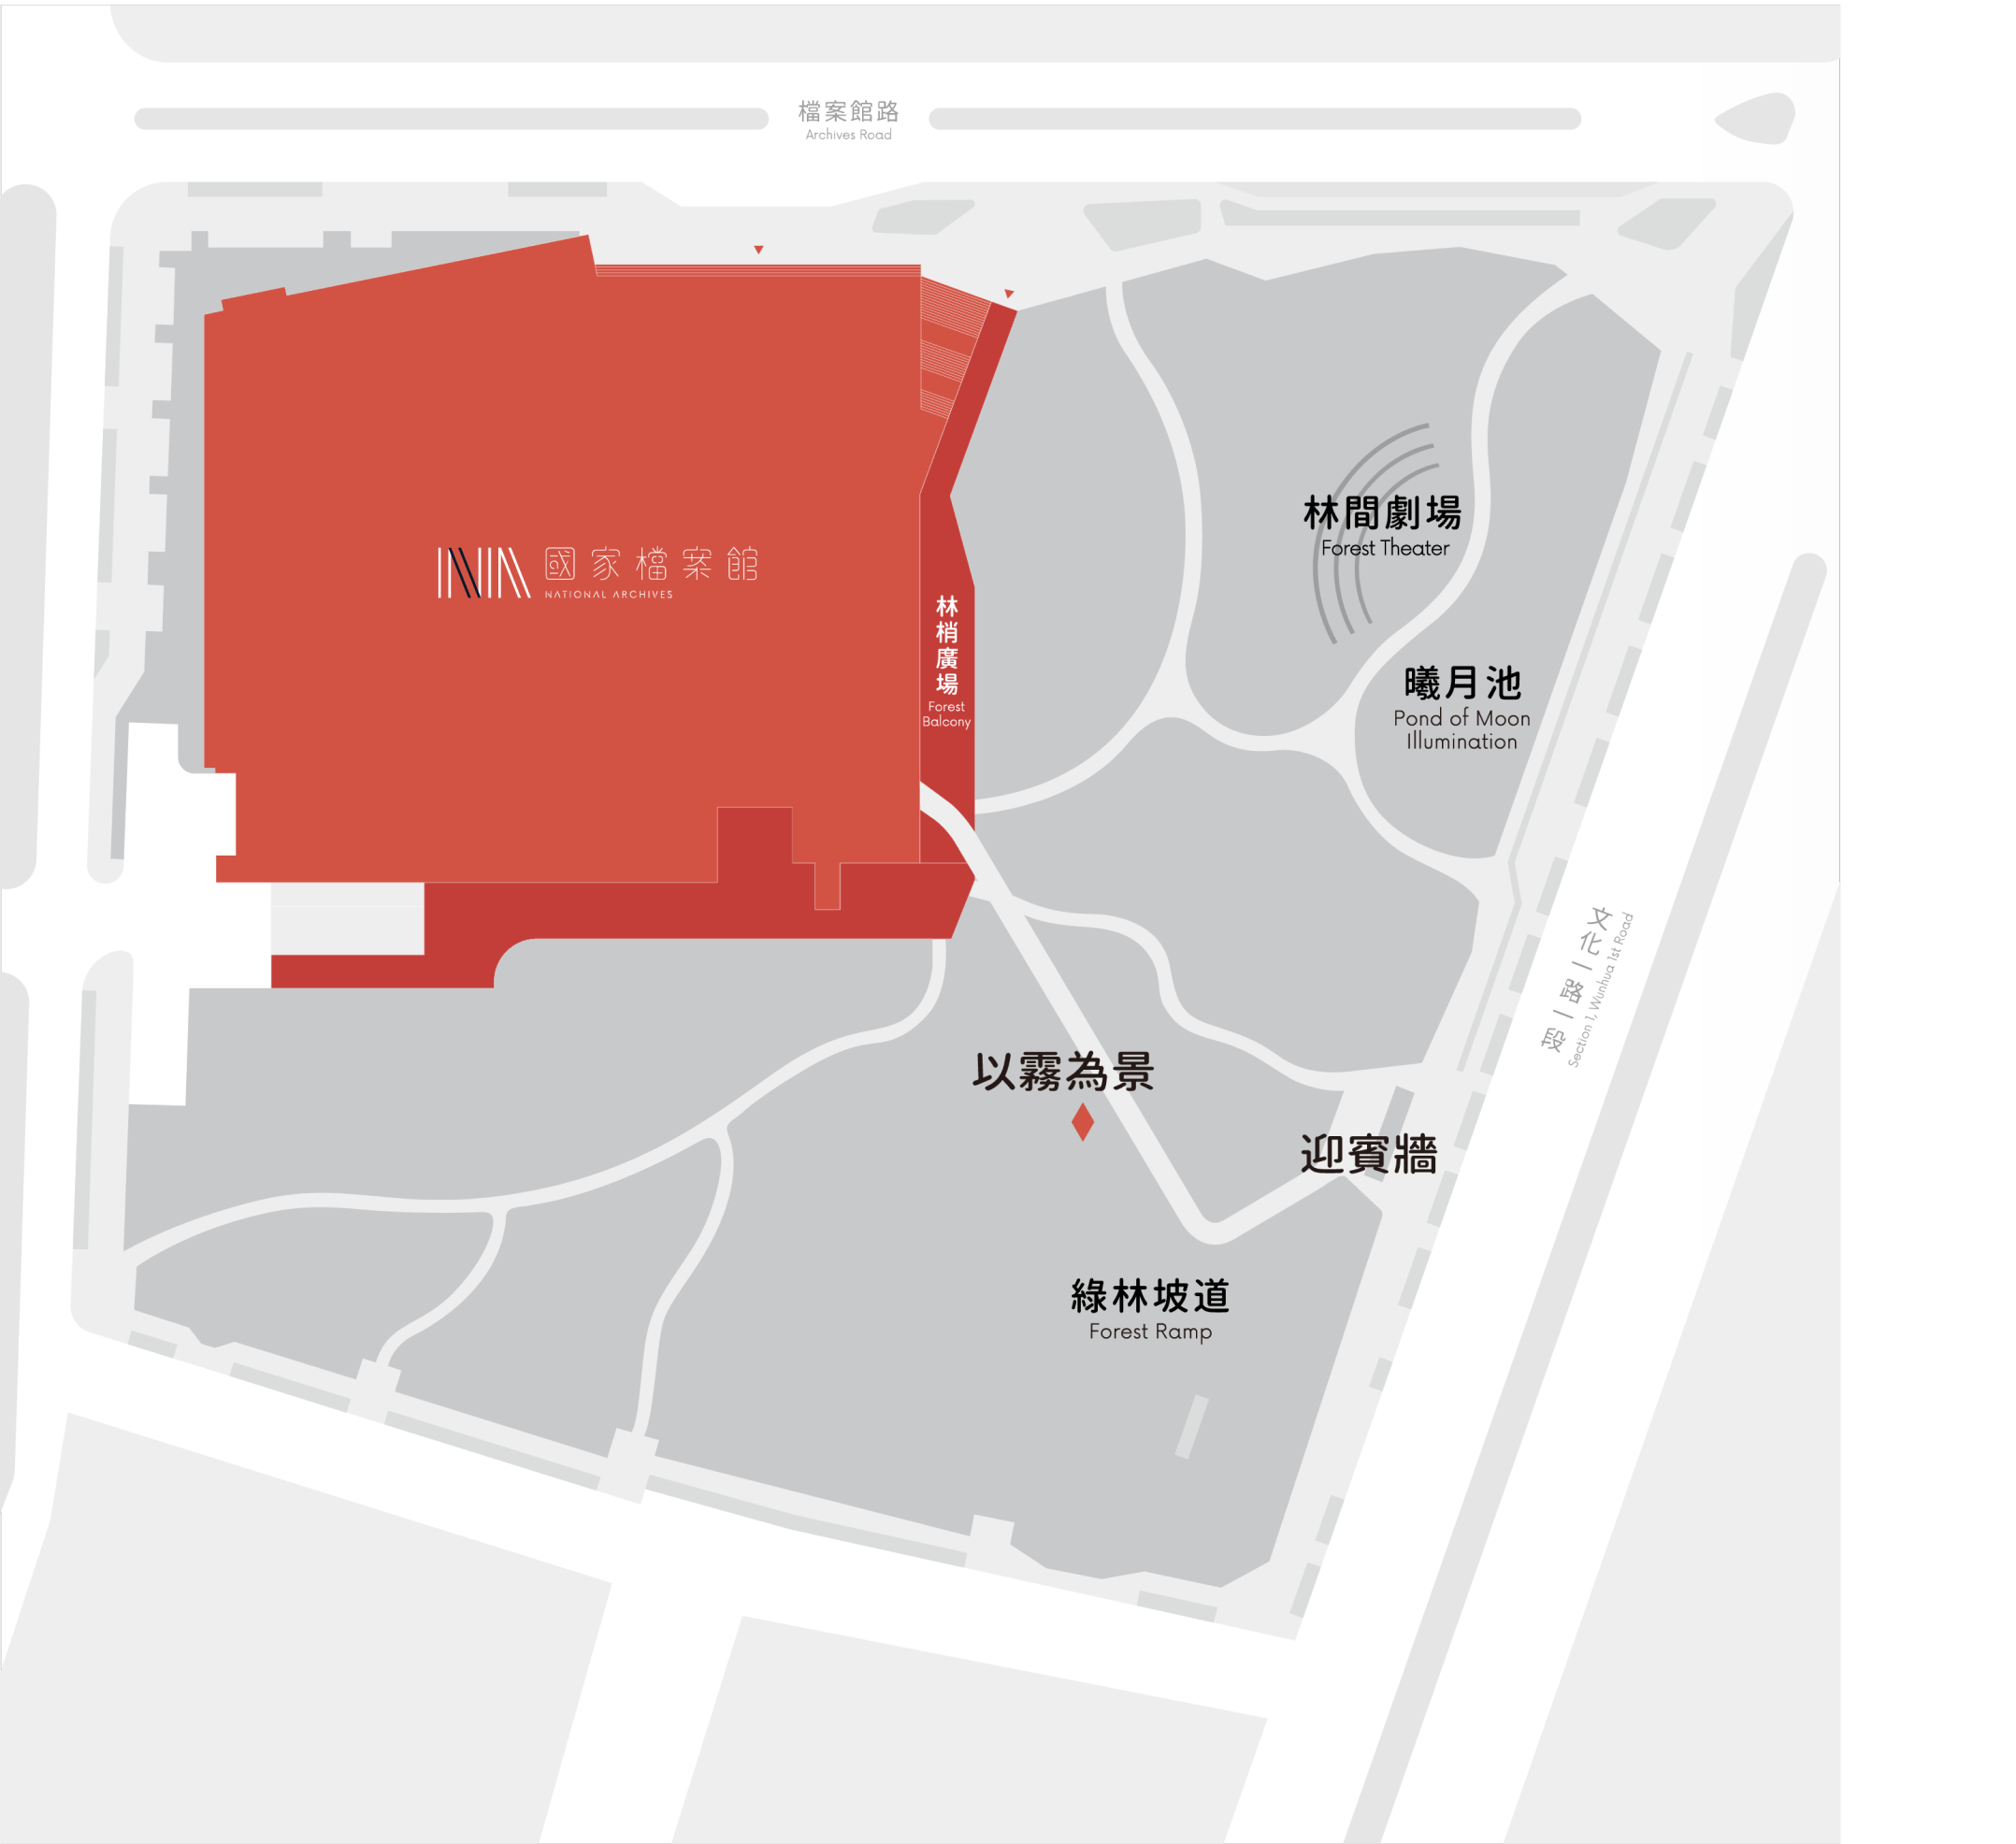 檔案館路
Archives Road
國家檔案館
NATIONAL ARCHIVES
林梢廣場
Forest
Balcony
林間劇場
Forest Theater
曦月池
Pond of Moon
Illumination
文化一路一段
Section 1, Wunhua 1st Road
以霧為景
迎賓牆
綠林坡道
Forest Ramp